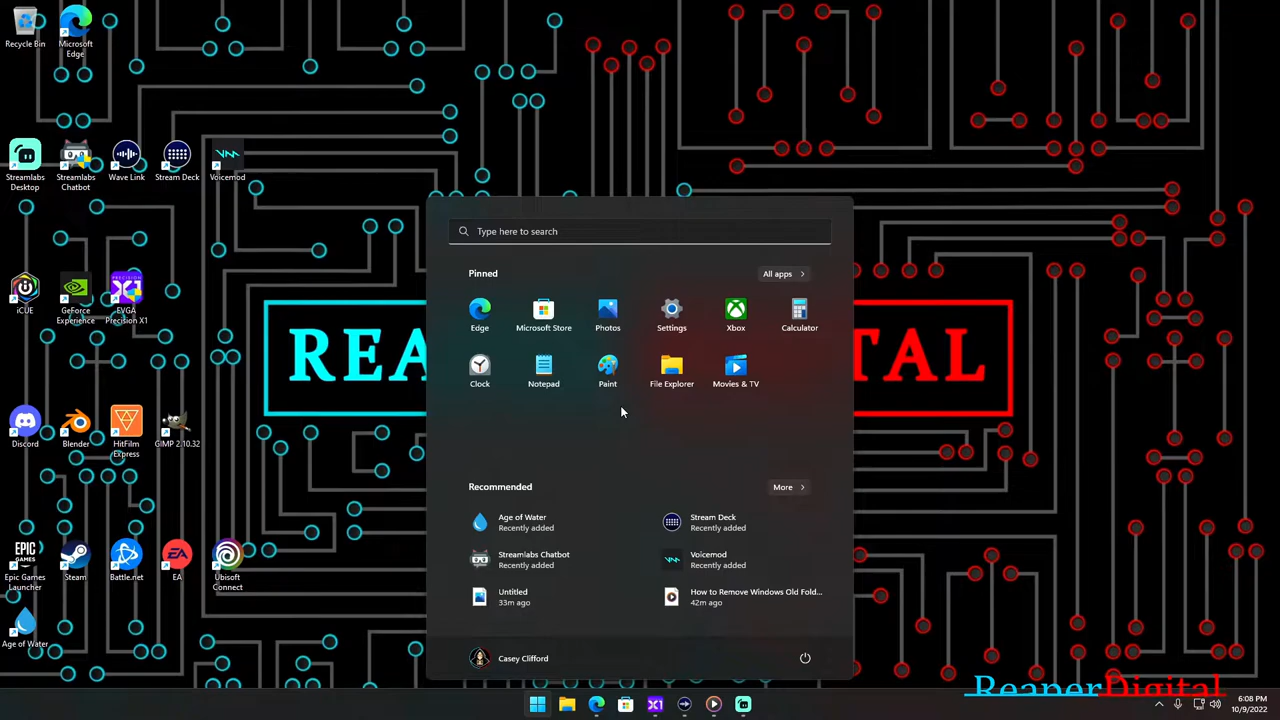 Recycle Bin
Microsoft
Edge
Streamlabs
Desktop
Streamlabs
Chatbot
Wave Link
Stream Deck
Voicemod
iCUE
GeForce
Experience
EVGA
Precision X1
Discord
Blender
HitFilm
Express
GIMP 2.10.32
Epic Games
Launcher
Steam
Battle.net
EA
Ubisoft
Connect
Age of Water
REA
TAL
Type here to search
Pinned
All apps
Edge
Microsoft Store
Photos
Settings
Xbox
Calculator
Clock
Notepad
Paint
File Explorer
Movies & TV
Recommended
More
Age of Water
Recently added
Stream Deck
Recently added
Streamlabs Chatbot
Recently added
Voicemod
Recently added
Untitled
33m ago
How to Remove Windows Old Fold...
42m ago
Casey Clifford
ReaperDigital
6:08 PM
10/9/2022